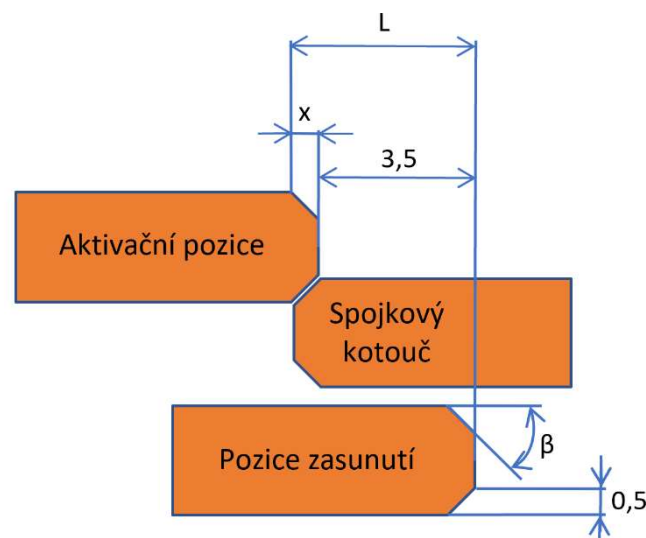 L
x
3,5
Aktivační pozice
Spojkový
kotouč
Pozice zasunutí
β
0,5